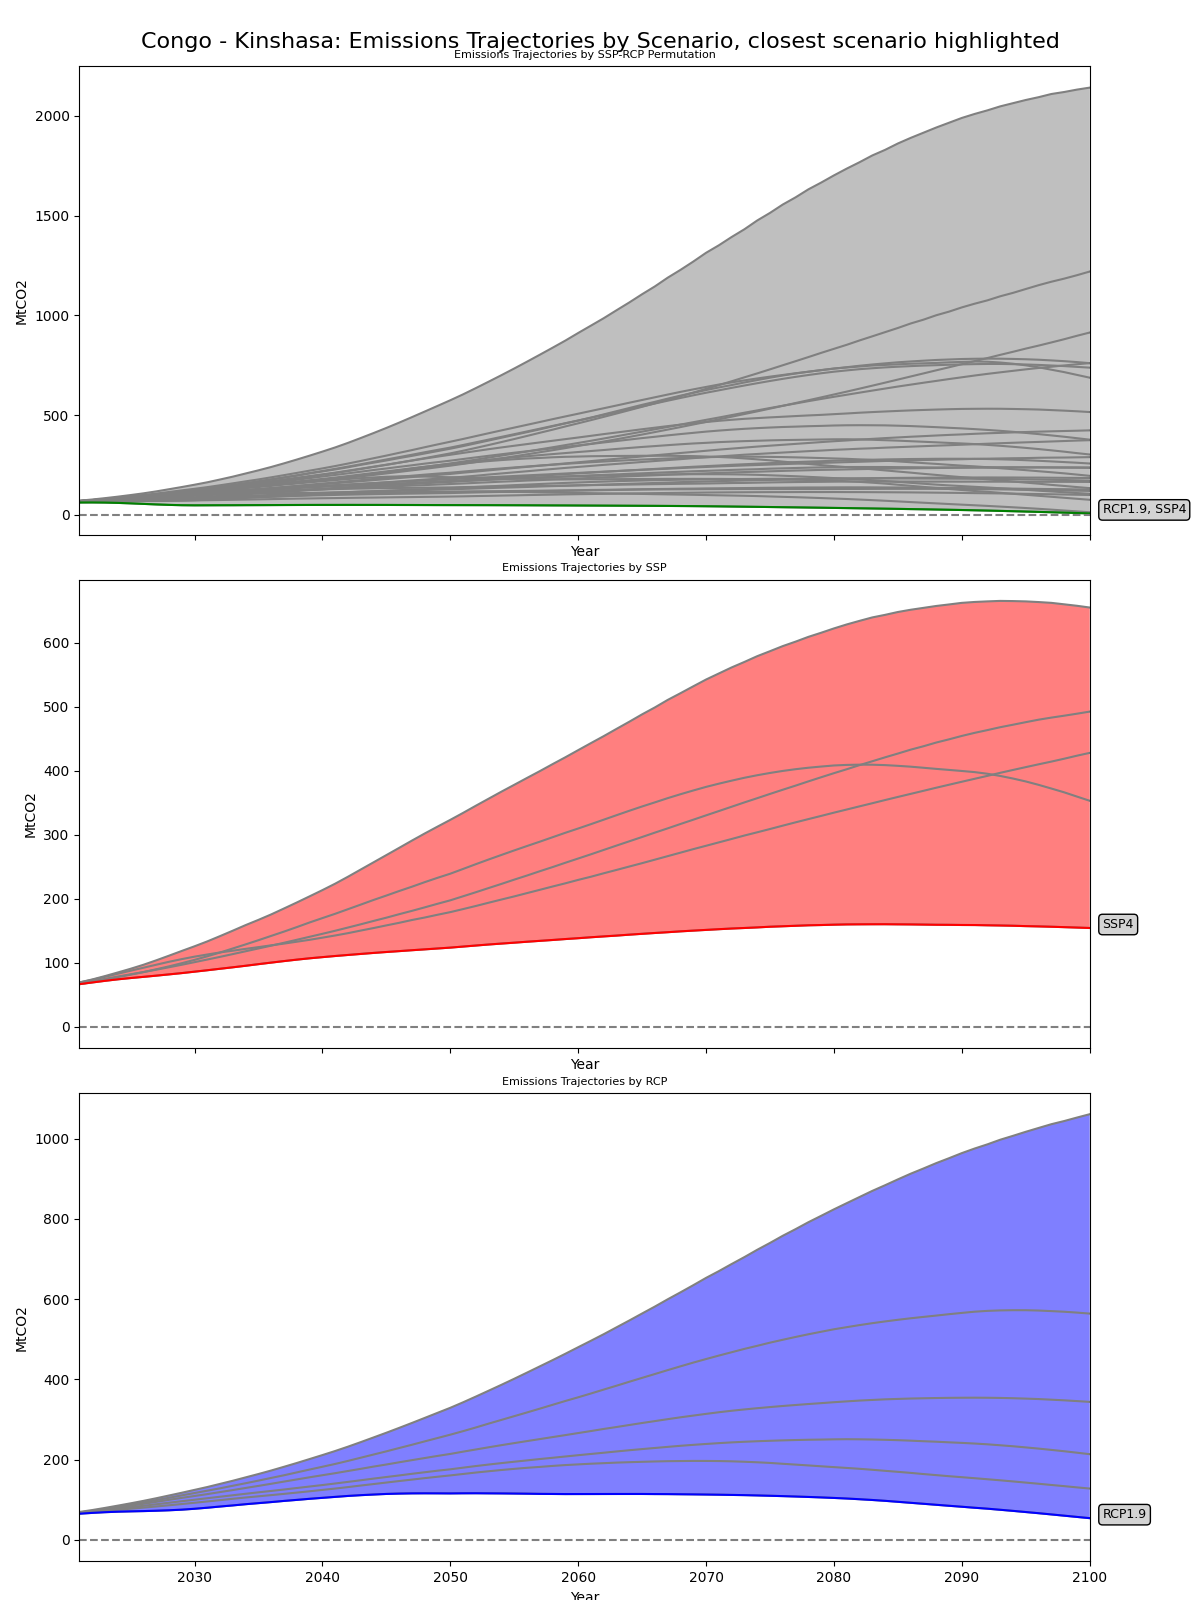 Congo - Kinshasa: Emissions Trajectories by Scenario, closest scenario highlighted
Emissions Trajectories by SSP-RCP Permutation
2000
1500
1000
500
0
MtCO2
RCP1.9, SSP4
Year
Emissions Trajectories by SSP
600
500
400
300
200
100
0
MtCO2
SSP4
Year
Emissions Trajectories by RCP
1000
800
600
400
200
0
MtCO2
RCP1.9
2030 2040 2050 2060 2070 2080 2090 2100
Year